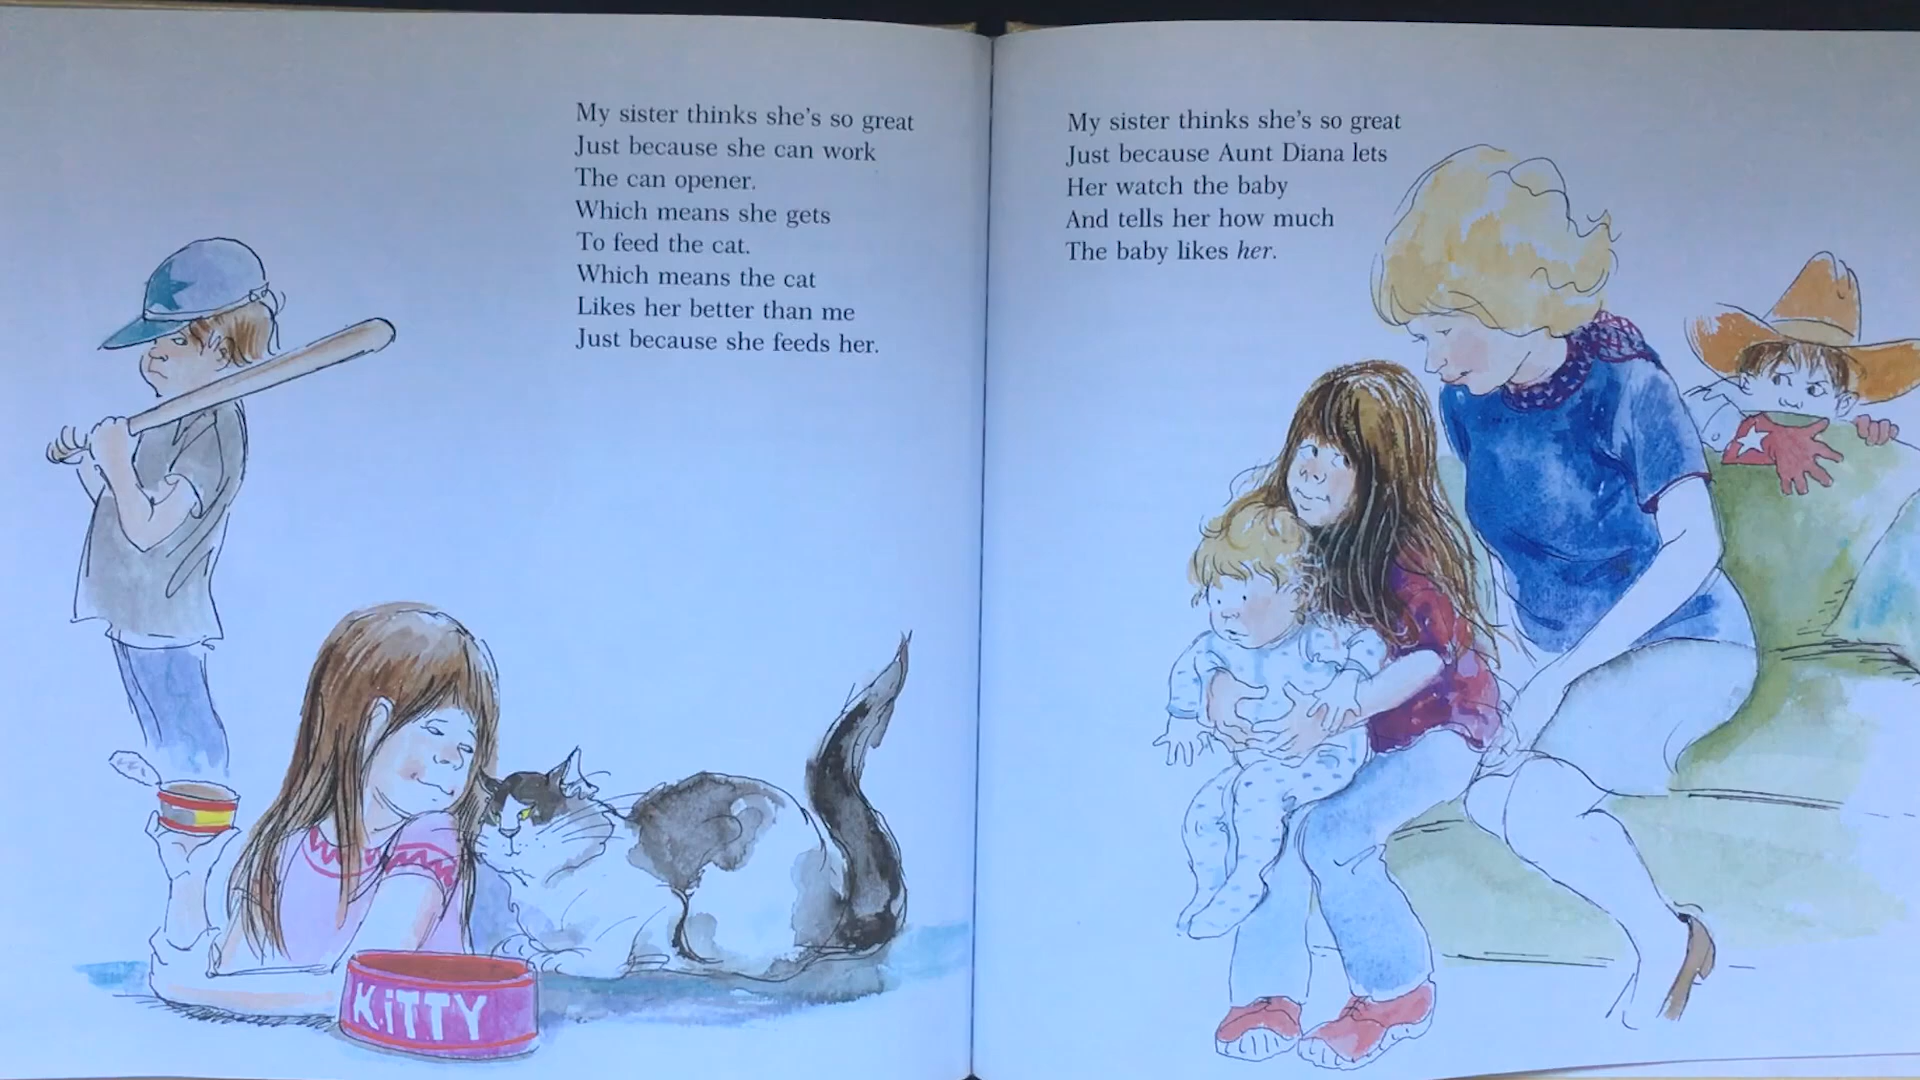 My sister thinks she's so great
Just because she can work
The can opener.
Which means she gets
To feed the cat.
Which means the cat
Likes her better than me
Just because she feeds her.
KiTTY
My sister thinks she's so great
Just because Aunt Diana lets
Her watch the baby
And tells her how much
The baby likes her.